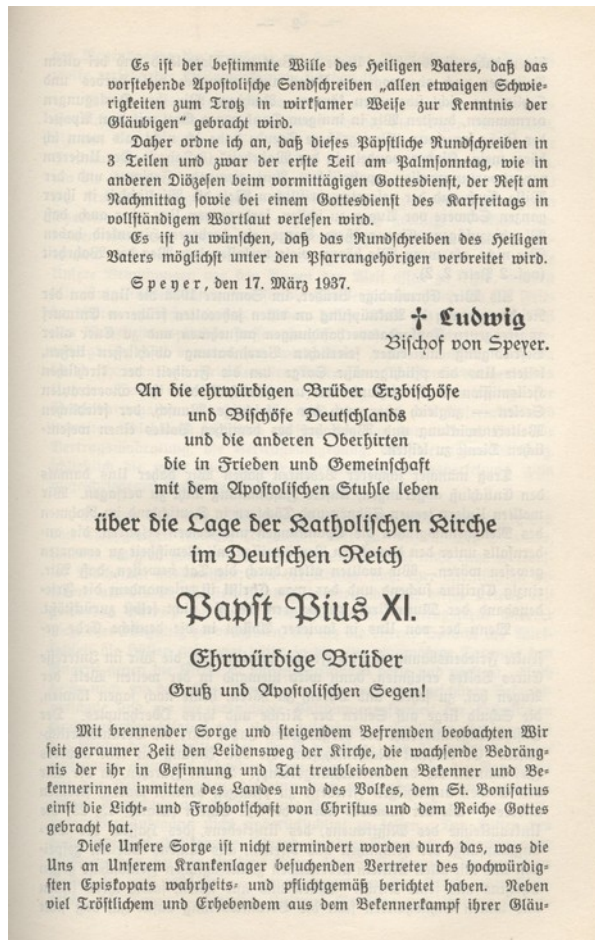 Es ist der bestimmte Wille des Heiligen Vaters, daß das
vorstehende Apostolische Sendschreiben „allen etwaigen Schwie-
rigkeiten zum Trotz in wirksamer Weise zur Kenntnis der
Gläubigen“ gebracht wird.
Daher ordne ich an, daß dieses Päpstliche Rundschreiben in
3 Teilen und zwar der erste Teil am Palmsonntag, wie in
anderen Diözesen beim vormittägigen Gottesdienst, der Rest am
Nachmittag sowie bei einem Gottesdienst des Karfreitags in
vollständigem Wortlaut verlesen wird.
Es ist zu wünschen, daß das Rundschreiben des Heiligen
Vaters möglichst unter den Pfarrangehörigen verbreitet wird.
Speyer, den 17. März 1937.
† Ludwig
Bischof von Speyer.
An die ehrwürdigen Brüder Erzbischöfe
und Bischöfe Deutschlands
und die anderen Oberhirten
die in Frieden und Gemeinschaft
mit dem Apostolischen Stuhle leben
über die Lage der Katholischen Kirche
im Deutschen Reich
Papst Pius XI.
Ehrwürdige Brüder
Gruß und Apostolischen Segen!
Mit brennender Sorge und steigendem Befremden beobachten Wir
seit geraumer Zeit den Leidensweg der Kirche, die wachsende Bedräng-
nis der ihr in Gesinnung und Tat treubleibenden Bekenner und Be-
kennerinnen inmitten des Landes und des Volkes, dem St. Bonifatius
einst die Licht- und Frohbotschaft von Christus und dem Reiche Gottes
gebracht hat.
Diese Unsere Sorge ist nicht vermindert worden durch das, was die
Uns an Unserem Krankenlager besuchenden Vertreter des hochwürdig-
sten Episkopats wahrheits- und pflichtgemäß berichtet haben. Neben
viel Tröstlichem und Erhebendem aus dem Bekennerkampf ihrer Gläu-